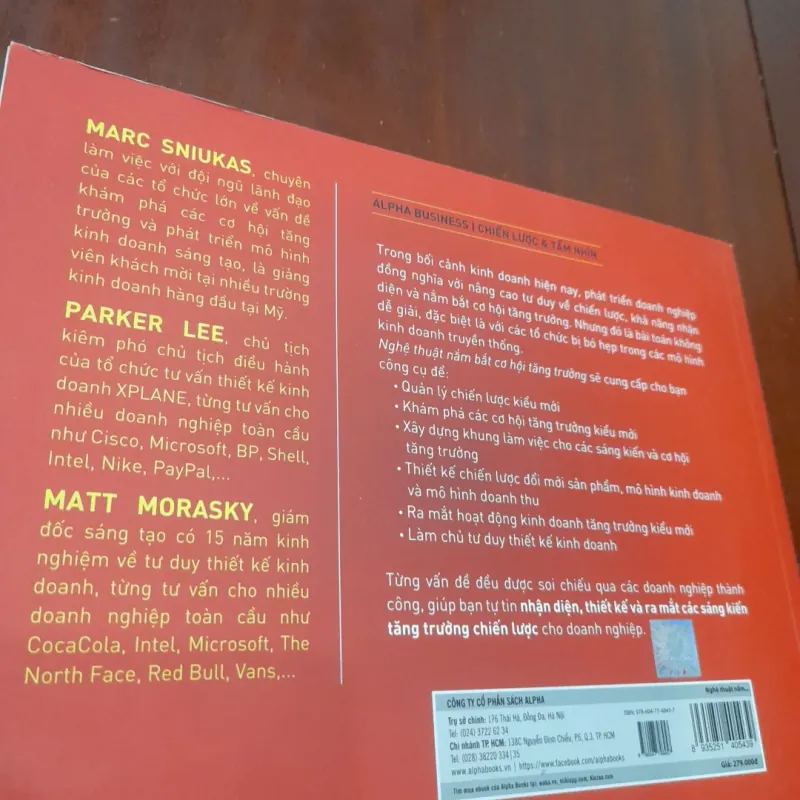 MARC SNIUKAS, chuyên
làm việc với đội ngũ lãnh đạo
của các tổ chức lớn về vấn đề
khám phá các cơ hội tăng
trưởng và phát triển mô hình
kinh doanh sáng tạo, là giảng
viên khách mời tại nhiều trường
kinh doanh hàng đầu tại Mỹ.
PARKER LEE, chủ tịch
kiêm phó chủ tịch điều hành
của tổ chức tư vấn thiết kế kinh
doanh XPLANE, từng tư vấn cho
nhiều doanh nghiệp toàn cầu
như Cisco, Microsoft, BP, Shell,
Intel, Nike, PayPal,...
MATT MORASKY, giám
đốc sáng tạo có 15 năm kinh
nghiệm về tư duy thiết kế kinh
doanh, từng tư vấn cho nhiều
doanh nghiệp toàn cầu như
CocaCola, Intel, Microsoft, The
North Face, Red Bull, Vans,...
ALPHA BUSINESS | CHIẾN LƯỢC & TẦM NHÌN
Trong bối cảnh kinh doanh hiện nay, phát triển doanh nghiệp
đồng nghĩa với nâng cao tư duy về chiến lược, khả năng nhận
diện và nắm bắt cơ hội tăng trưởng. Nhưng đó là bài toán không
dễ giải, đặc biệt là với các tổ chức bị bó hẹp trong các mô hình
kinh doanh truyền thống.
Nghệ thuật nắm bắt cơ hội tăng trưởng sẽ cung cấp cho bạn
công cụ để:
• Quản lý chiến lược kiểu mới
• Khám phá các cơ hội tăng trưởng kiểu mới
• Xây dựng khung làm việc cho các sáng kiến và cơ hội
tăng trưởng
• Thiết kế chiến lược đổi mới sản phẩm, mô hình kinh doanh
và mô hình doanh thu
• Ra mắt hoạt động kinh doanh tăng trưởng kiểu mới
• Làm chủ tư duy thiết kế kinh doanh
Từng vấn đề đều được soi chiếu qua các doanh nghiệp thành
công, giúp bạn tự tin nhận diện, thiết kế và ra mắt các sáng kiến
tăng trưởng chiến lược cho doanh nghiệp.
CÔNG TY CỔ PHẦN SÁCH ALPHA
Trụ sở chính: 176 Thái Hà, Đống Đa, Hà Nội
Tel: (024) 3722 62 34
Chi nhánh TP. HCM: 138C Nguyễn Đình Chiểu, P6, Q.3, TP. HCM
Tel: (028) 38220 334 | 35
www.alphabooks.vn | https://www.facebook.com/alphabooks
Tìm mua ebook của Alpha Books tại:
Nghệ thuật nắm...
8 935251 405439
Giá: 279.000đ